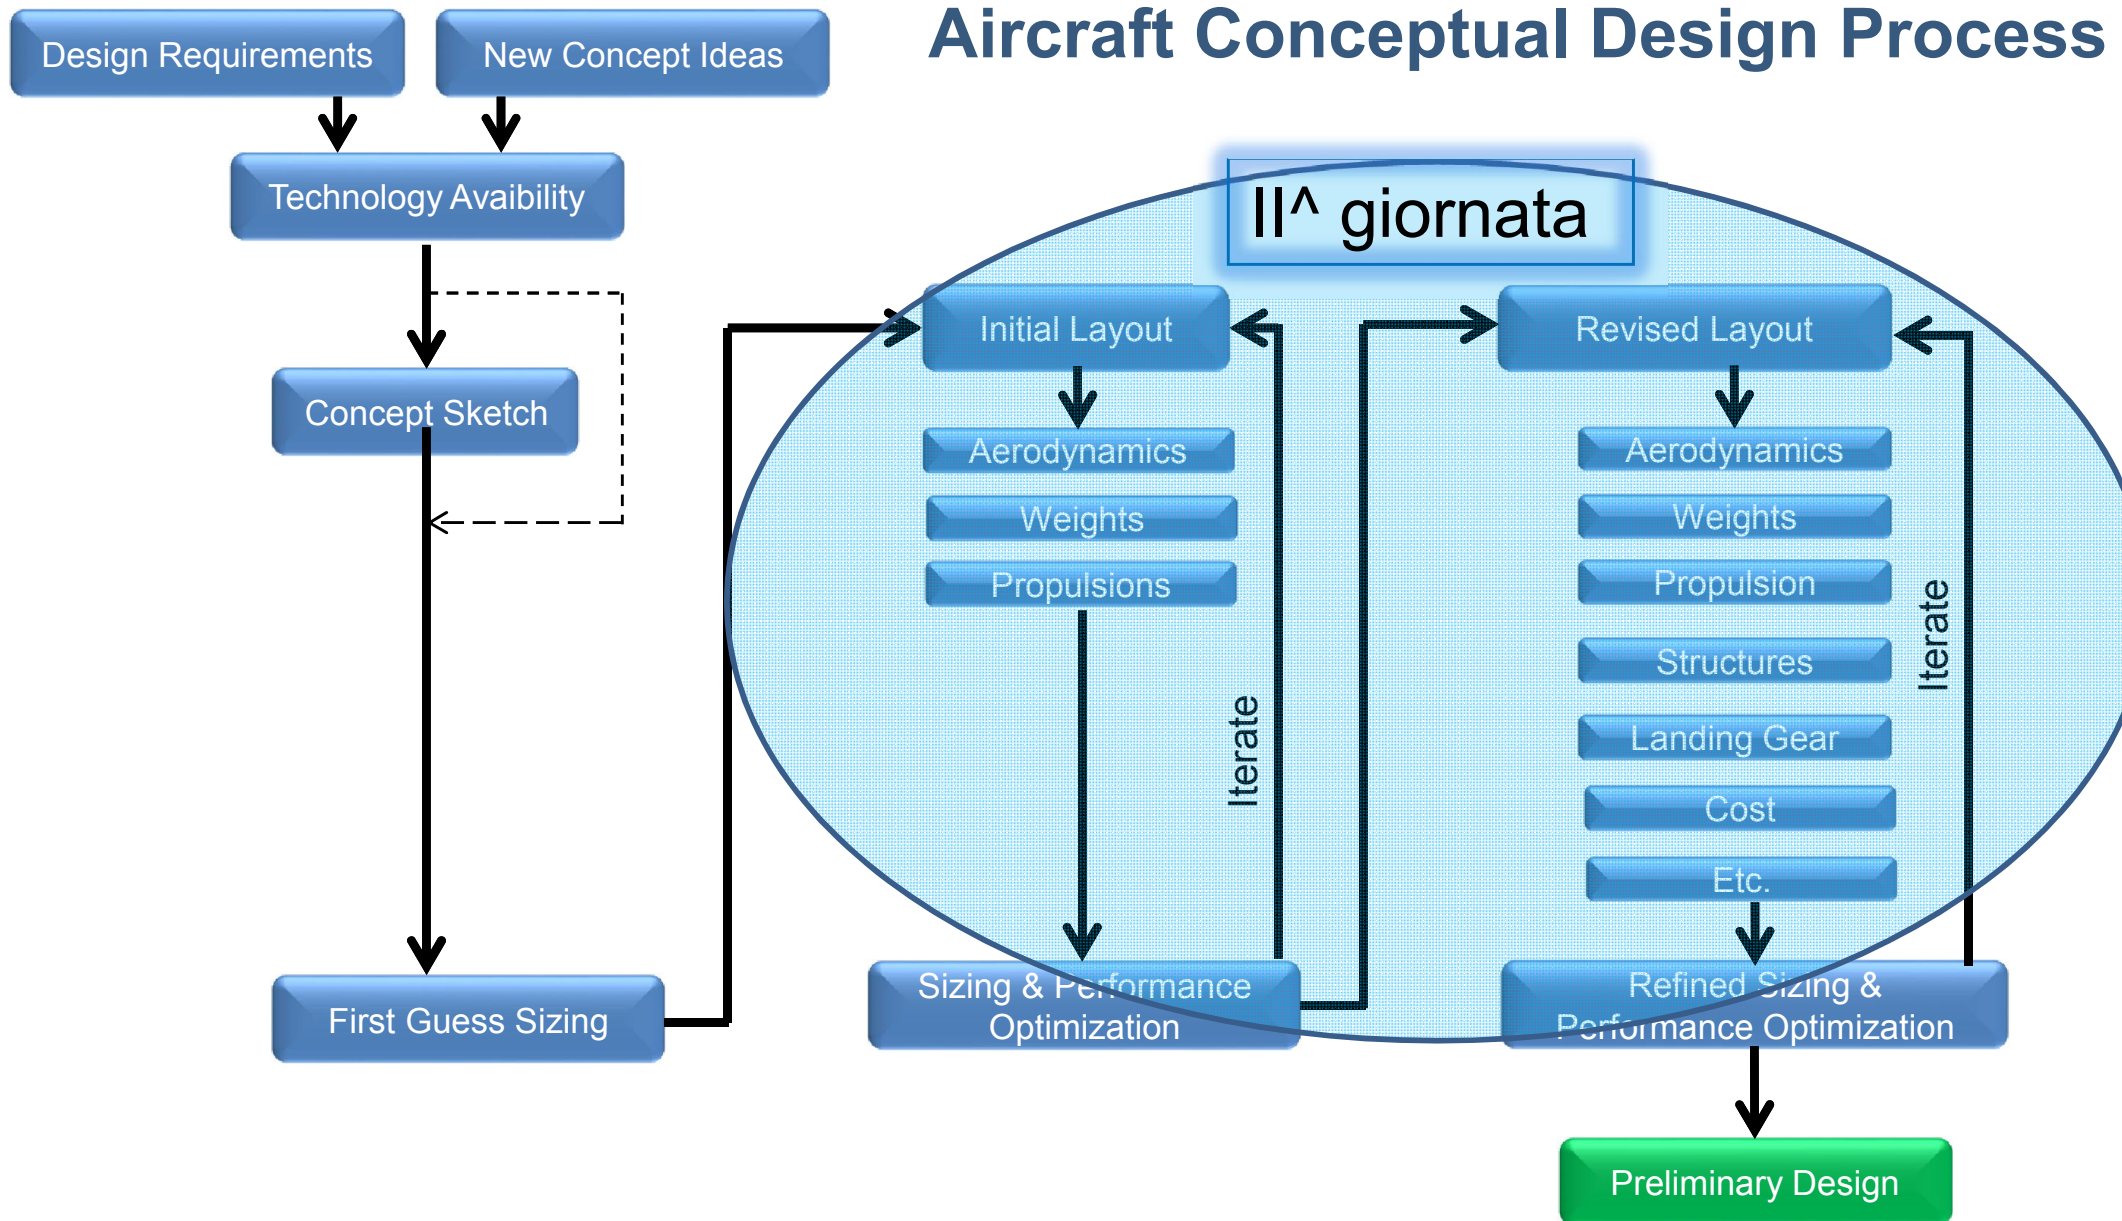 Aircraft Conceptual Design Process
Design Requirements
New Concept Ideas
Technology Avaibility
Concept Sketch
First Guess Sizing
II^ giornata
Initial Layout
Aerodynamics
Weights
Propulsions
Iterate
Sizing & Performance
Optimization
Revised Layout
Aerodynamics
Weights
Propulsion
Structures
Landing Gear
Cost
Etc.
Iterate
Refined Sizing &
Performance Optimization
Preliminary Design